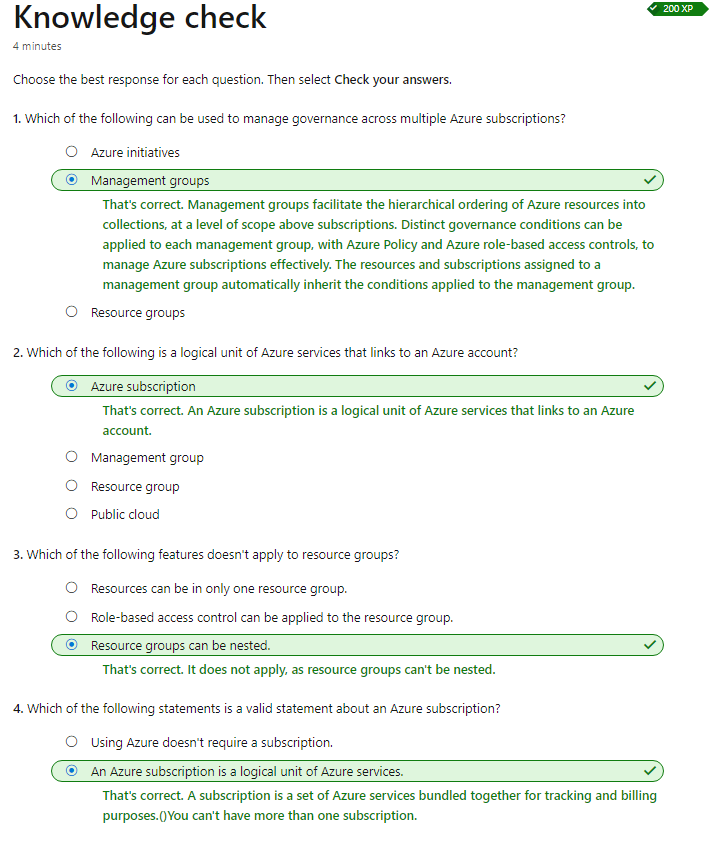 Knowledge check
200 XP
4 minutes
Choose the best response for each question. Then select Check your answers.
1. Which of the following can be used to manage governance across multiple Azure subscriptions?
Azure initiatives
Management groups
That's correct. Management groups facilitate the hierarchical ordering of Azure resources into
collections, at a level of scope above subscriptions. Distinct governance conditions can be
applied to each management group, with Azure Policy and Azure role-based access controls, to
manage Azure subscriptions effectively. The resources and subscriptions assigned to a
management group automatically inherit the conditions applied to the management group.
Resource groups
2. Which of the following is a logical unit of Azure services that links to an Azure account?
Azure subscription
That's correct. An Azure subscription is a logical unit of Azure services that links to an Azure
account.
Management group
Resource group
Public cloud
3. Which of the following features doesn't apply to resource groups?
Resources can be in only one resource group.
Role-based access control can be applied to the resource group.
Resource groups can be nested.
That's correct. It does not apply, as resource groups can't be nested.
4. Which of the following statements is a valid statement about an Azure subscription?
Using Azure doesn't require a subscription.
An Azure subscription is a logical unit of Azure services.
That's correct. A subscription is a set of Azure services bundled together for tracking and billing
purposes.()You can't have more than one subscription.